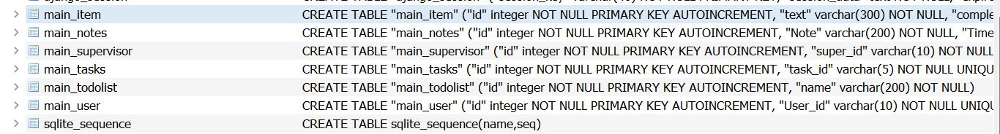 main_item CREATE TABLE "main_item" ("id" integer NOT NULL PRIMARY KEY AUTOINCREMENT, "text" varchar(300) NOT NULL, "comple
main_notes CREATE TABLE "main_notes" ("id" integer NOT NULL PRIMARY KEY AUTOINCREMENT, "Note" varchar(200) NOT NULL, "Time
main_supervisor CREATE TABLE "main_supervisor" ("id" integer NOT NULL PRIMARY KEY AUTOINCREMENT, "super_id" varchar(10) NOT NULL
main_tasks CREATE TABLE "main_tasks" ("id" integer NOT NULL PRIMARY KEY AUTOINCREMENT, "task_id" varchar(5) NOT NULL UNIQU
main_todolist CREATE TABLE "main_todolist" ("id" integer NOT NULL PRIMARY KEY AUTOINCREMENT, "name" varchar(200) NOT NULL)
main_user CREATE TABLE "main_user" ("id" integer NOT NULL PRIMARY KEY AUTOINCREMENT, "User_id" varchar(10) NOT NULL UNIQU
sqlite_sequence CREATE TABLE sqlite_sequence(name,seq)